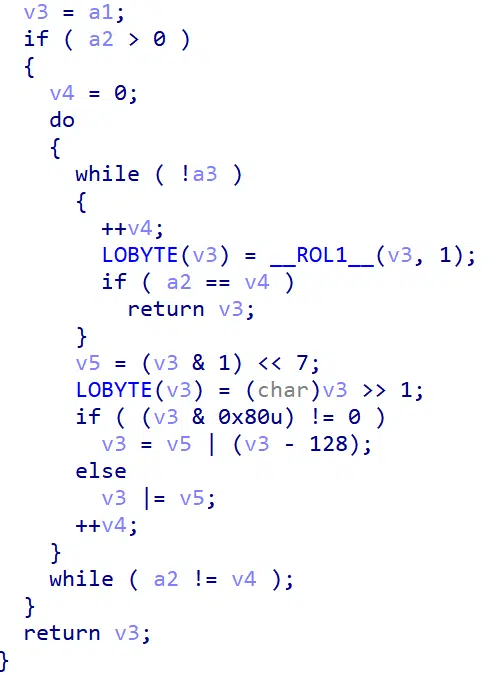 v3 = a1;
if ( a2 > 0 )
{
v4 = 0;
do
{
while ( !a3 )
{
++v4;
LOBYTE(v3) = __ROL1__(v3, 1);
if ( a2 == v4 )
return v3;
}
v5 = (v3 & 1) << 7;
LOBYTE(v3) = (char)v3 >> 1;
if ( (v3 & 0x80u) != 0 )
v3 = v5 | (v3 - 128);
else
v3 |= v5;
++v4;
}
while ( a2 != v4 );
}
return v3;
}